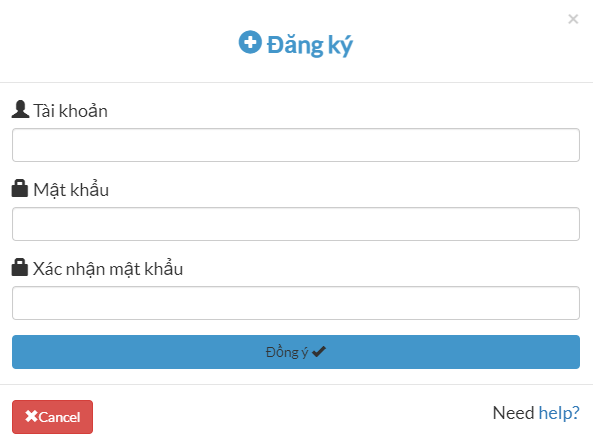 ×
Đăng ký
Tài khoản
Mật khẩu
Xác nhận mật khẩu
Đồng ý
Cancel
Need help?